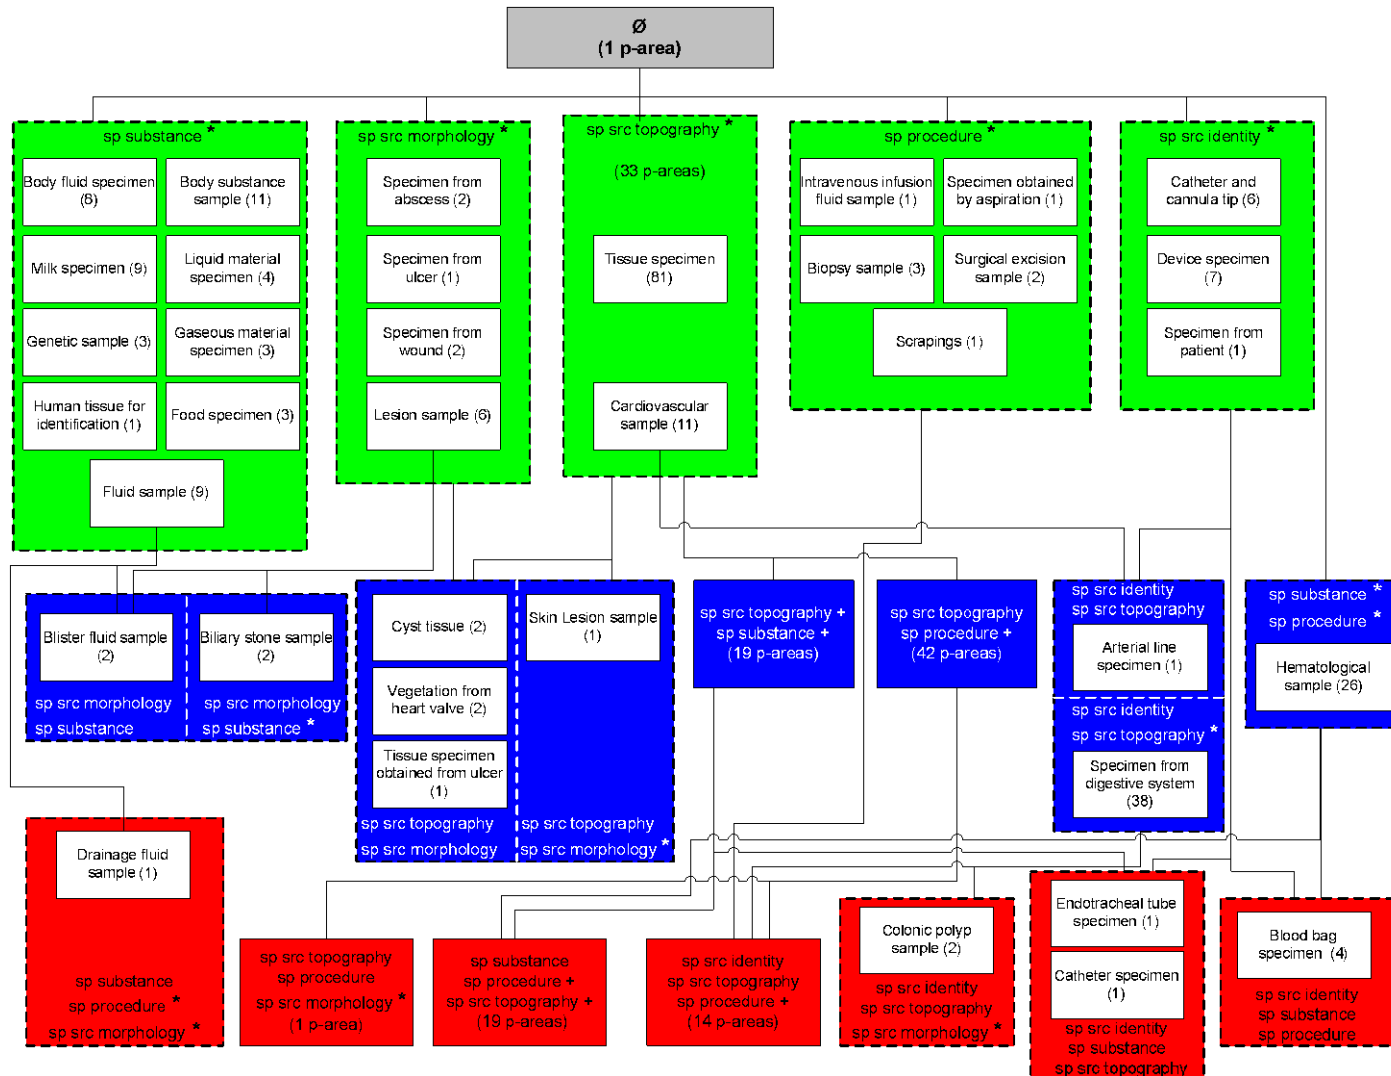 Ø
(1 p-area)
sp substance *
Body fluid specimen
(8)
Body substance
sample (11)
Milk specimen (9)
Liquid material
specimen (4)
Genetic sample (3)
Gaseous material
specimen (3)
Human tissue for
identification (1)
Food specimen (3)
Fluid sample (9)
sp src morphology *
Specimen from
abscess (2)
Specimen from
ulcer (1)
Specimen from
wound (2)
Lesion sample (6)
sp src topography *
(33 p-areas)
Tissue specimen
(81)
Cardiovascular
sample (11)
sp procedure *
Intravenous infusion
fluid sample (1)
Specimen obtained
by aspiration (1)
Biopsy sample (3)
Surgical excision
sample (2)
Scrapings (1)
sp src identity *
Catheter and
cannula tip (6)
Device specimen
(7)
Specimen from
patient (1)
Blister fluid sample
(2)
sp src morphology
sp substance
Biliary stone sample
(2)
sp src morphology
sp substance *
Cyst tissue (2)
Vegetation from
heart valve (2)
Tissue specimen
obtained from ulcer
(1)
sp src topography
sp src morphology
Skin Lesion sample
(1)
sp src topography
sp src morphology *
sp src topography +
sp substance +
(19 p-areas)
sp src topography
sp procedure +
(42 p-areas)
sp src identity
sp src topography
Arterial line
specimen (1)
sp src identity
sp src topography *
Specimen from
digestive system
(38)
sp substance *
sp procedure *
Hematological
sample (26)
Drainage fluid
sample (1)
sp substance
sp procedure *
sp src morphology *
sp src topography
sp procedure
sp src morphology *
(1 p-area)
sp substance
sp procedure +
sp src topography +
(19 p-areas)
sp src identity
sp src topography
sp procedure +
(14 p-areas)
Colonic polyp
sample (2)
sp src identity
sp src topography
sp src morphology *
Endotracheal tube
specimen (1)
Catheter specimen
(1)
sp src identity
sp substance
sp src topography
Blood bag
specimen (4)
sp src identity
sp substance
sp procedure